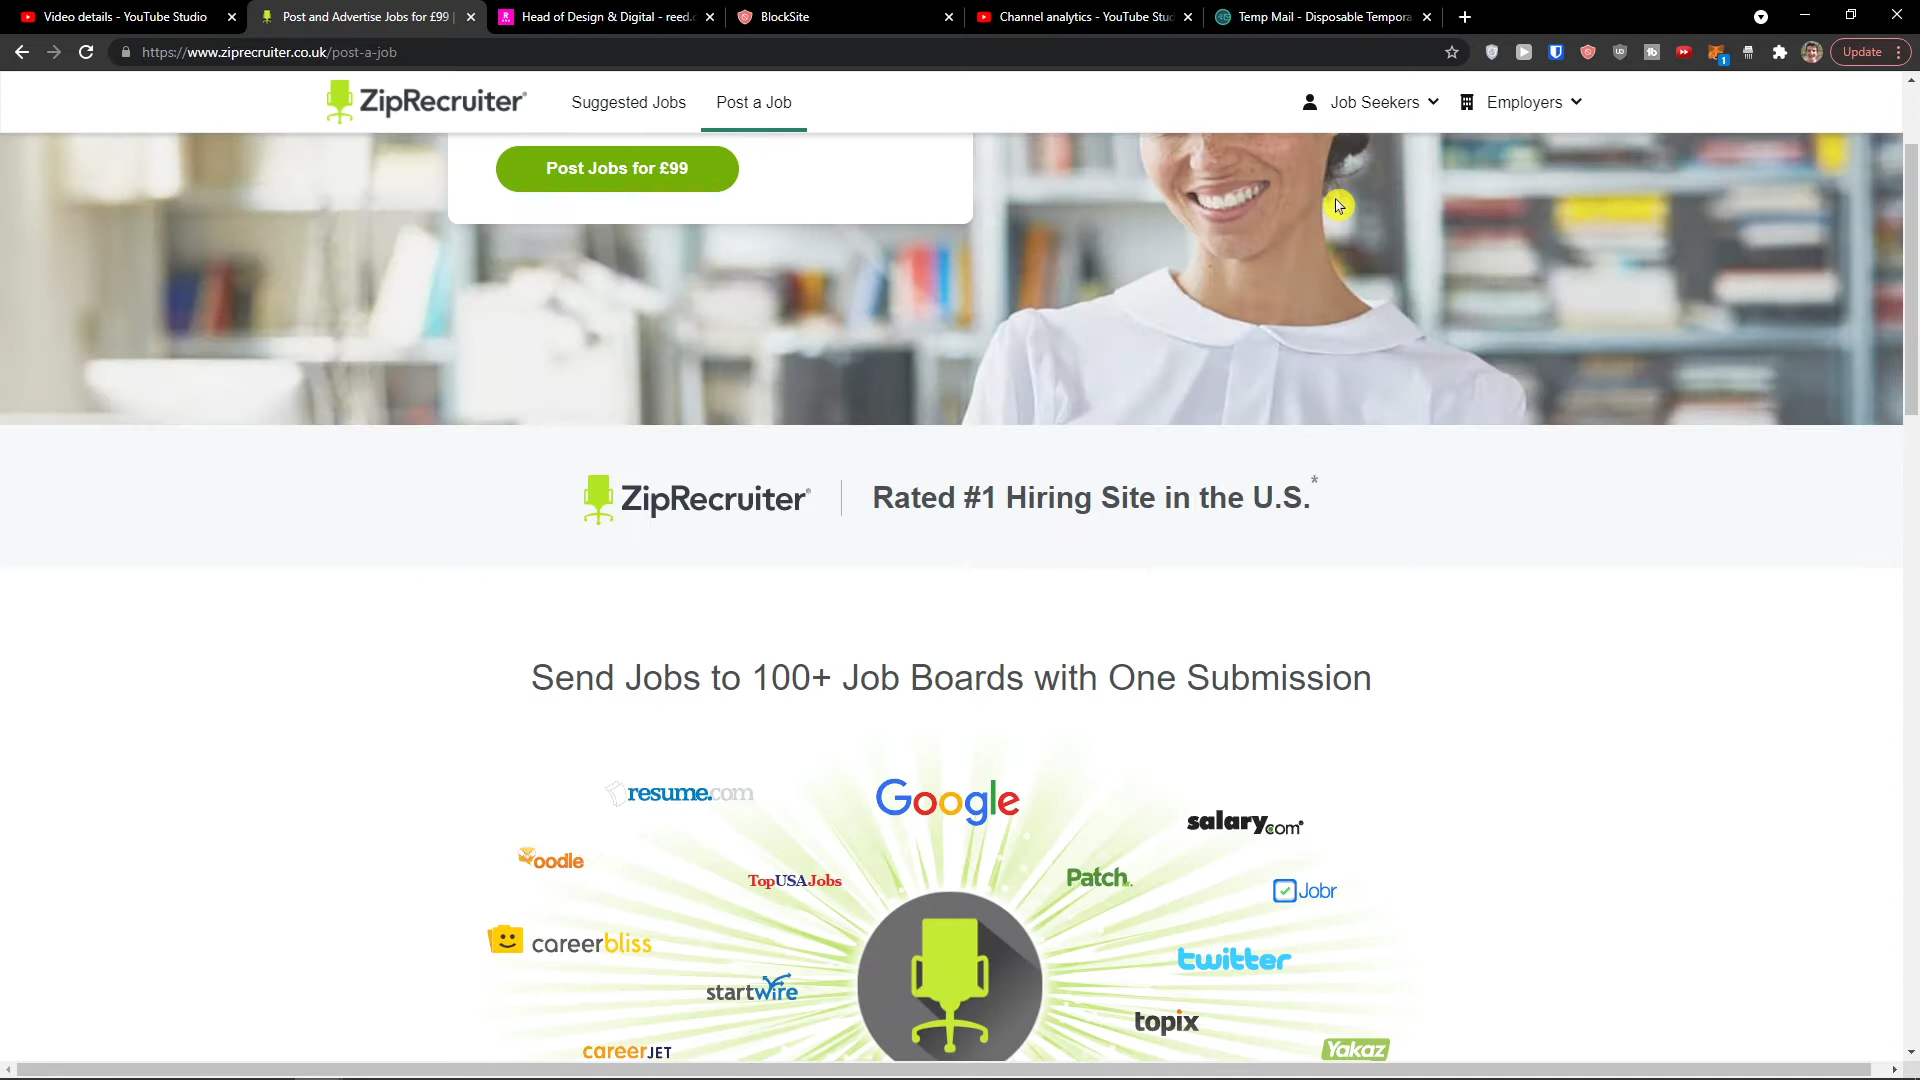 Video details - YouTube Studio
Post and Advertise Jobs for £99 |
Head of Design & Digital - reed.c
BlockSite
Channel analytics - YouTube Stud
Temp Mail - Disposable Tempora
https://www.ziprecruiter.co.uk/post-a-job
Update
1
ZipRecruiter®
Suggested Jobs
Post a Job
Job Seekers
Employers
Post Jobs for £99
ZipRecruiter®
Rated #1 Hiring Site in the U.S.*
Send Jobs to 100+ Job Boards with One Submission
resume.com
Google
salary.com
oodle
TopUSAJobs
Patch
Jobr
careerbliss
twitter
startwire
topix
careerJET
Yakaz